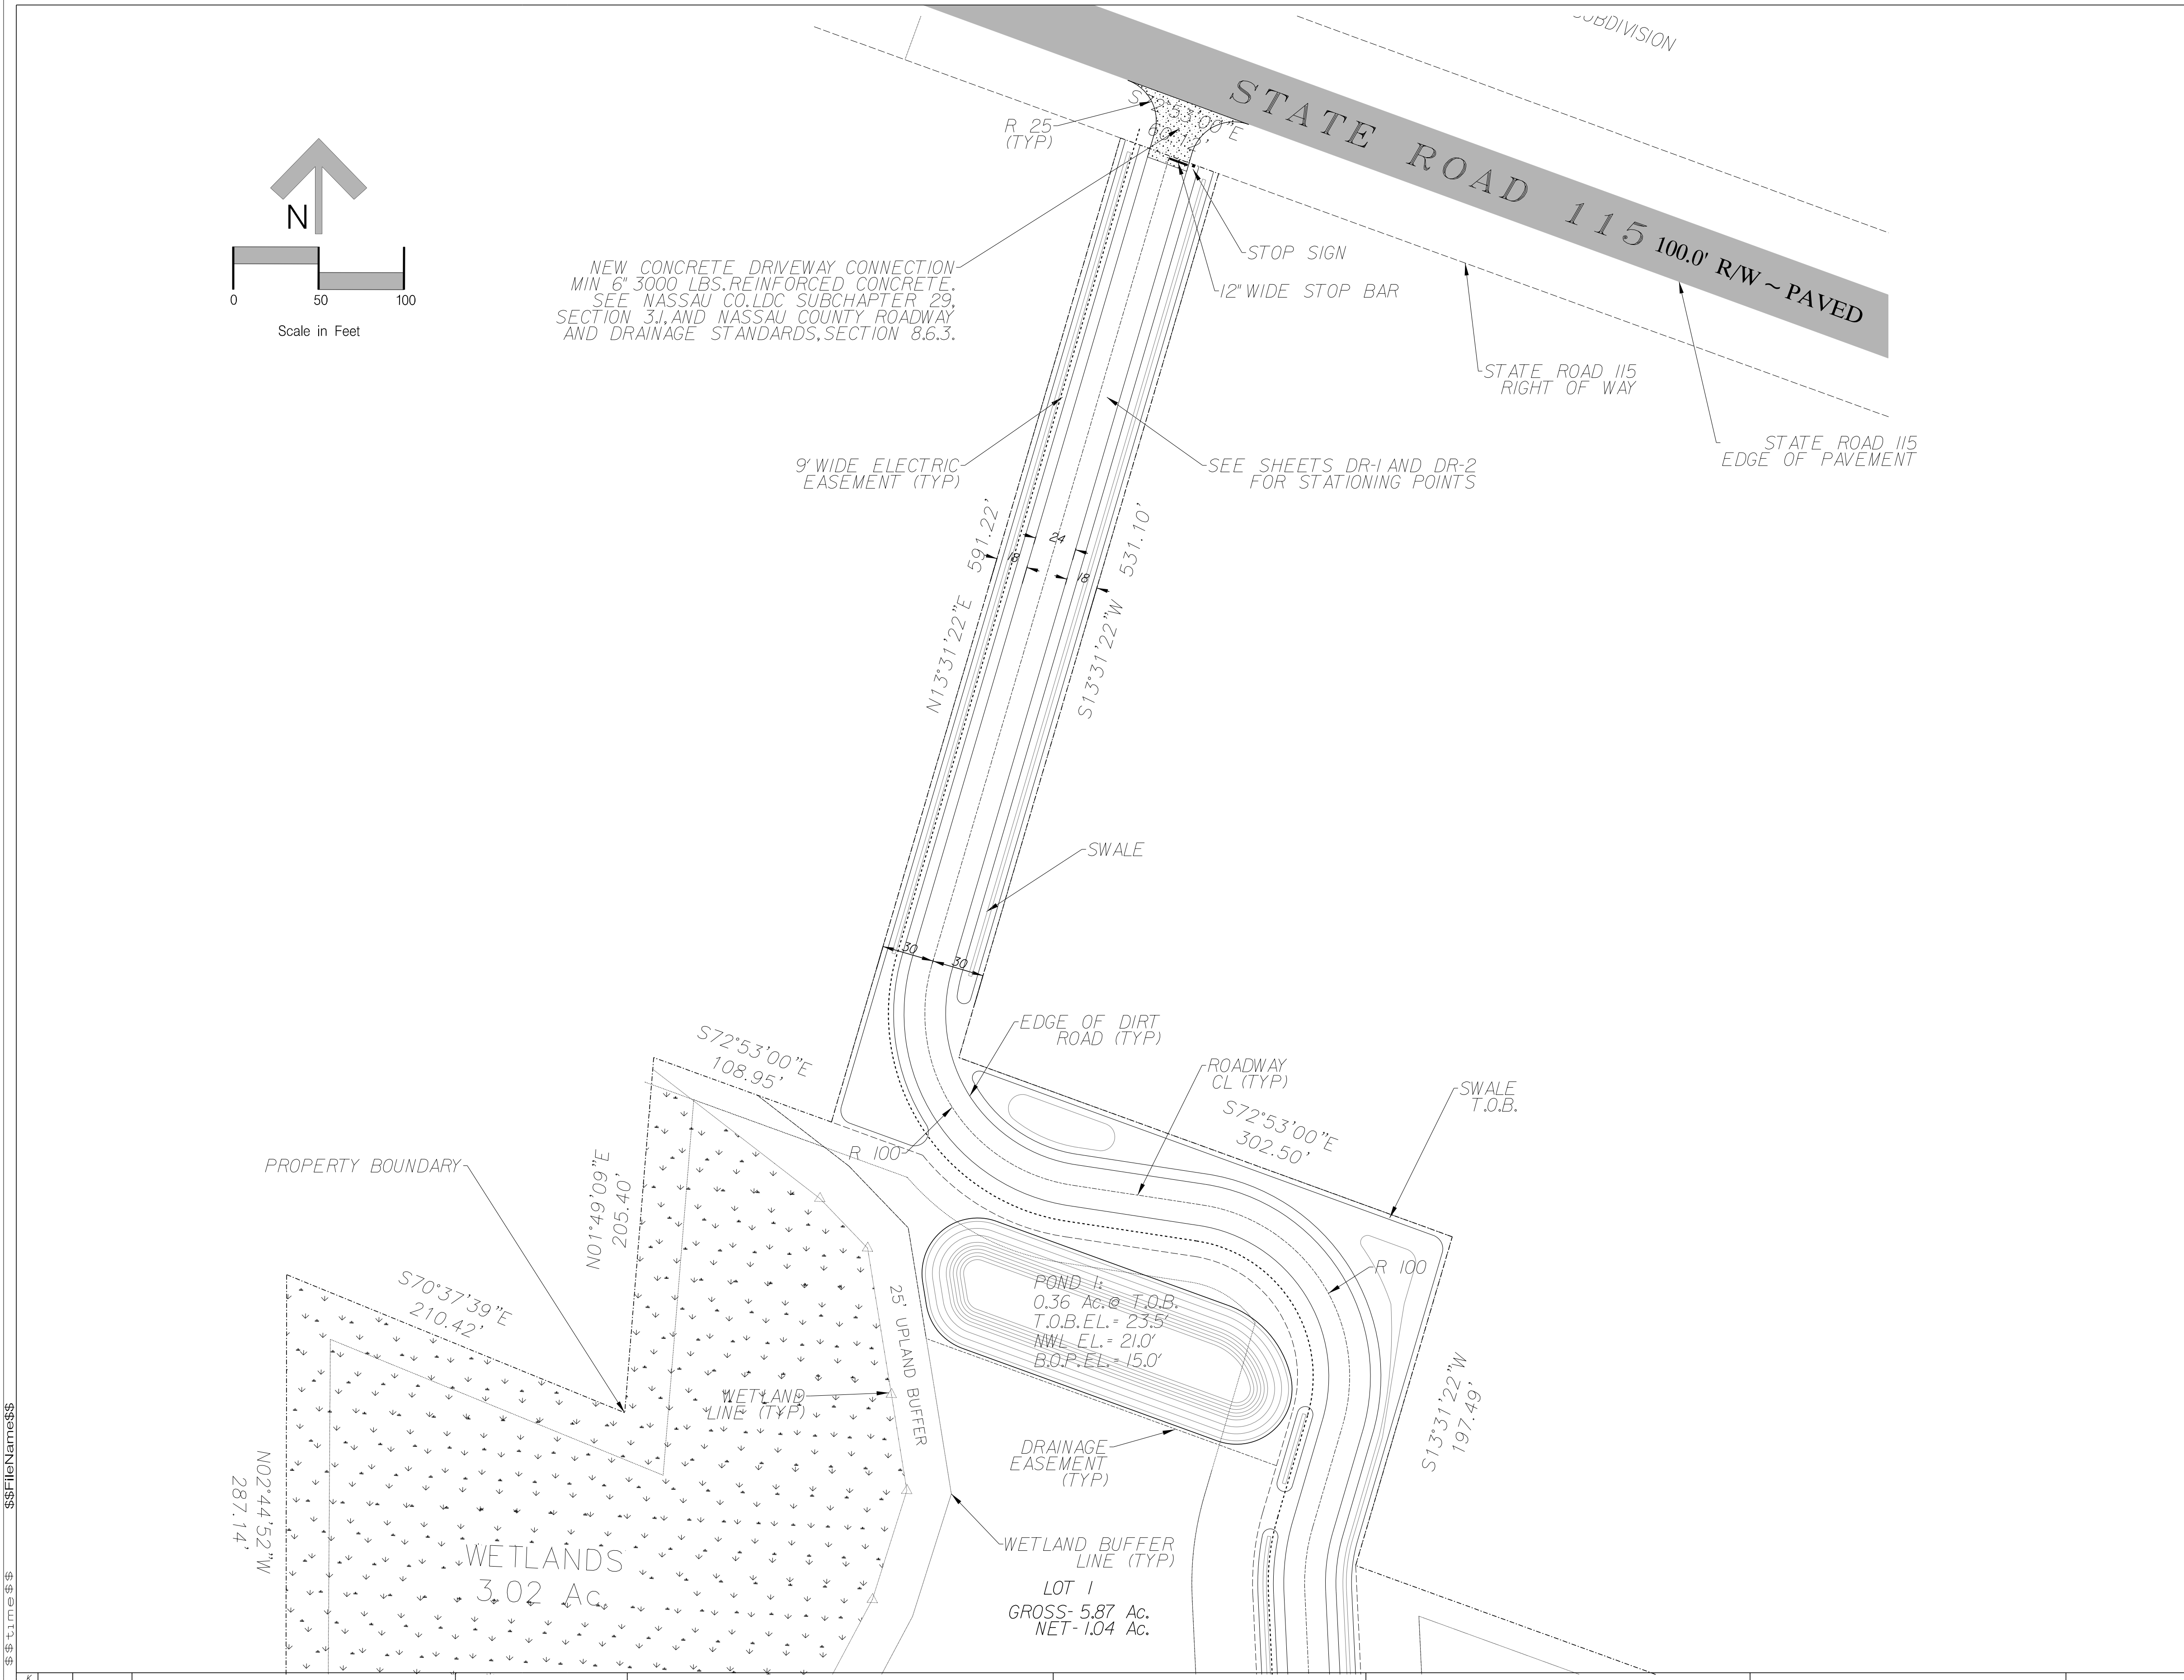 SUBDIVISION
STATE ROAD 115
100.0' R/W ~ PAVED
R 25
(TYP)
60.12'
N
0 50 100
Scale in Feet
NEW CONCRETE DRIVEWAY CONNECTION
MIN 6" 3000 LBS. REINFORCED CONCRETE.
SEE NASSAU CO. LDC SUBCHAPTER 29,
SECTION 3.1, AND NASSAU COUNTY ROADWAY
AND DRAINAGE STANDARDS, SECTION 8.6.3.
STOP SIGN
12" WIDE STOP BAR
STATE ROAD 115
RIGHT OF WAY
STATE ROAD 115
EDGE OF PAVEMENT
9' WIDE ELECTRIC
EASEMENT (TYP)
SEE SHEETS DR-1 AND DR-2
FOR STATIONING POINTS
N13°31'22"E 591.22'
S13°31'22"W 531.10'
24
18
18
SWALE
30
30
EDGE OF DIRT
ROAD (TYP)
ROADWAY
CL (TYP)
SWALE
T.O.B.
S72°53'00"E
108.95'
S72°53'00"E
302.50'
R 100
PROPERTY BOUNDARY
N01°49'09"E
205.40'
S70°37'39"E
210.42'
R 100
25' UPLAND BUFFER
POND 1:
0.36 Ac. @ T.O.B.
T.O.B. EL. = 23.5'
NWL EL. = 21.0'
B.O.P. EL. = 15.0'
WETLAND
LINE (TYP)
S13°31'22"W
197.49'
DRAINAGE
EASEMENT
(TYP)
N02°44'52"W
287.14'
WETLANDS
3.02 Ac.
WETLAND BUFFER
LINE (TYP)
LOT 1
GROSS- 5.87 Ac.
NET- 1.04 Ac.
$$FileName$$
$$time$$